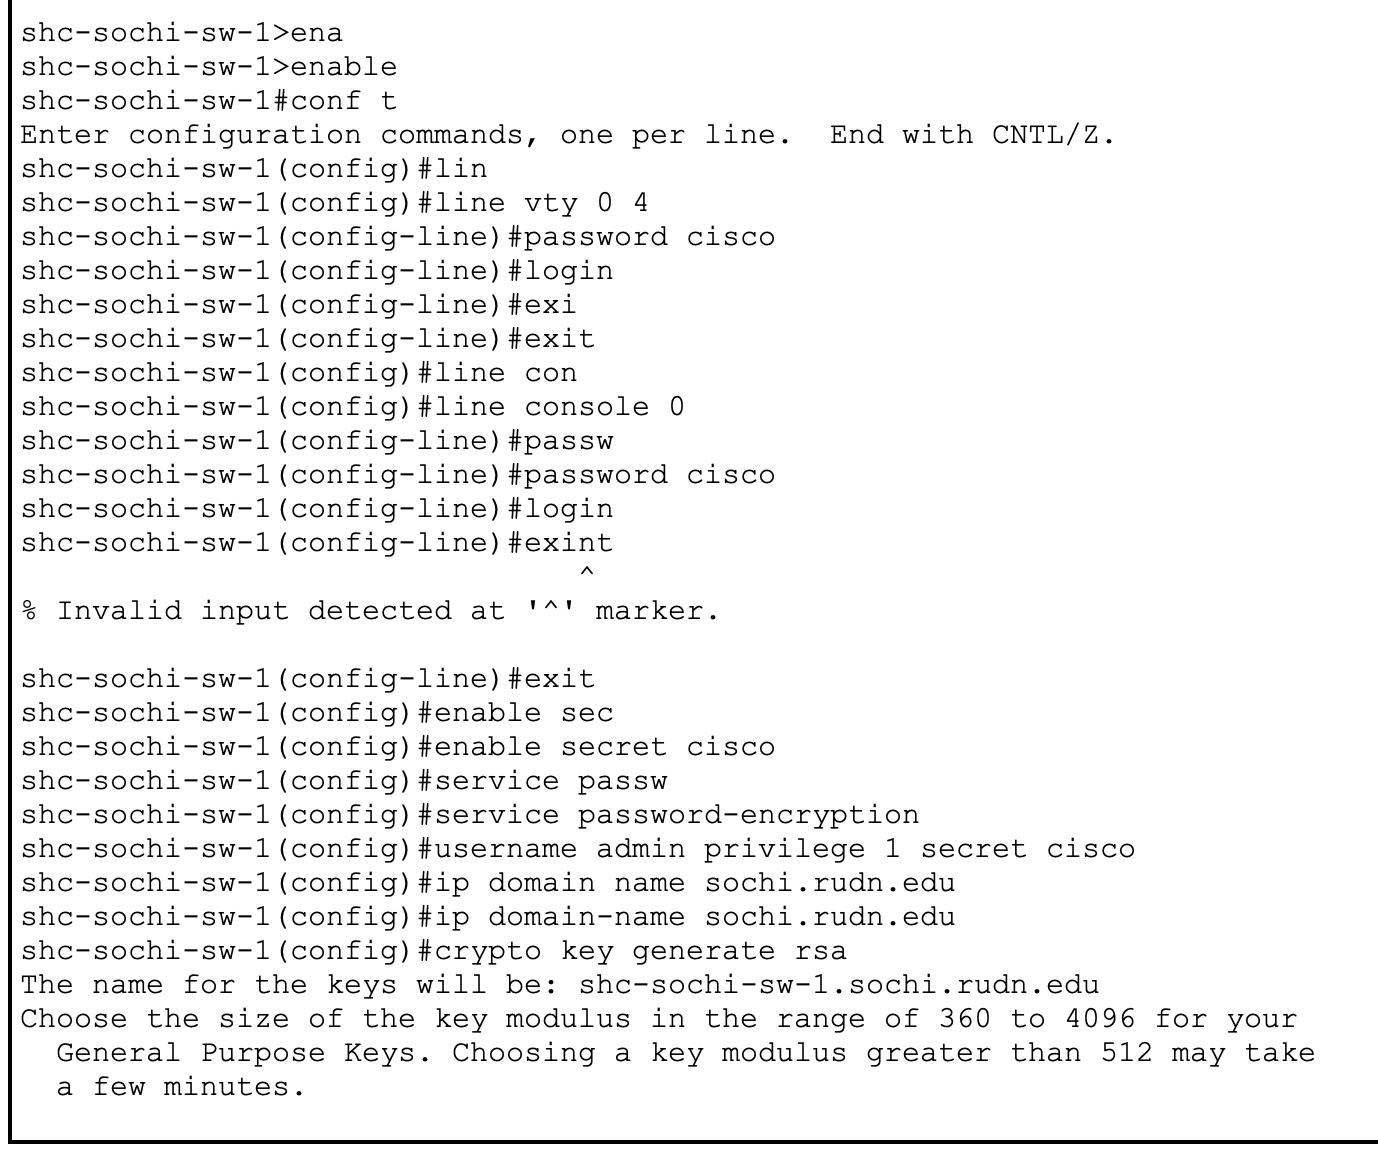 shc-sochi-sw-1>ena
shc-sochi-sw-1>enable
shc-sochi-sw-1#conf t
Enter configuration commands, one per line.  End with CNTL/Z.
shc-sochi-sw-1(config)#lin
shc-sochi-sw-1(config)#line vty 0 4
shc-sochi-sw-1(config-line)#password cisco
shc-sochi-sw-1(config-line)#login
shc-sochi-sw-1(config-line)#exi
shc-sochi-sw-1(config-line)#exit
shc-sochi-sw-1(config)#line con
shc-sochi-sw-1(config)#line console 0
shc-sochi-sw-1(config-line)#passw
shc-sochi-sw-1(config-line)#password cisco
shc-sochi-sw-1(config-line)#login
shc-sochi-sw-1(config-line)#exint
                               ^
% Invalid input detected at '^' marker.

shc-sochi-sw-1(config-line)#exit
shc-sochi-sw-1(config)#enable sec
shc-sochi-sw-1(config)#enable secret cisco
shc-sochi-sw-1(config)#service passw
shc-sochi-sw-1(config)#service password-encryption
shc-sochi-sw-1(config)#username admin privilege 1 secret cisco
shc-sochi-sw-1(config)#ip domain name sochi.rudn.edu
shc-sochi-sw-1(config)#ip domain-name sochi.rudn.edu
shc-sochi-sw-1(config)#crypto key generate rsa
The name for the keys will be: shc-sochi-sw-1.sochi.rudn.edu
Choose the size of the key modulus in the range of 360 to 4096 for your
  General Purpose Keys. Choosing a key modulus greater than 512 may take
  a few minutes.